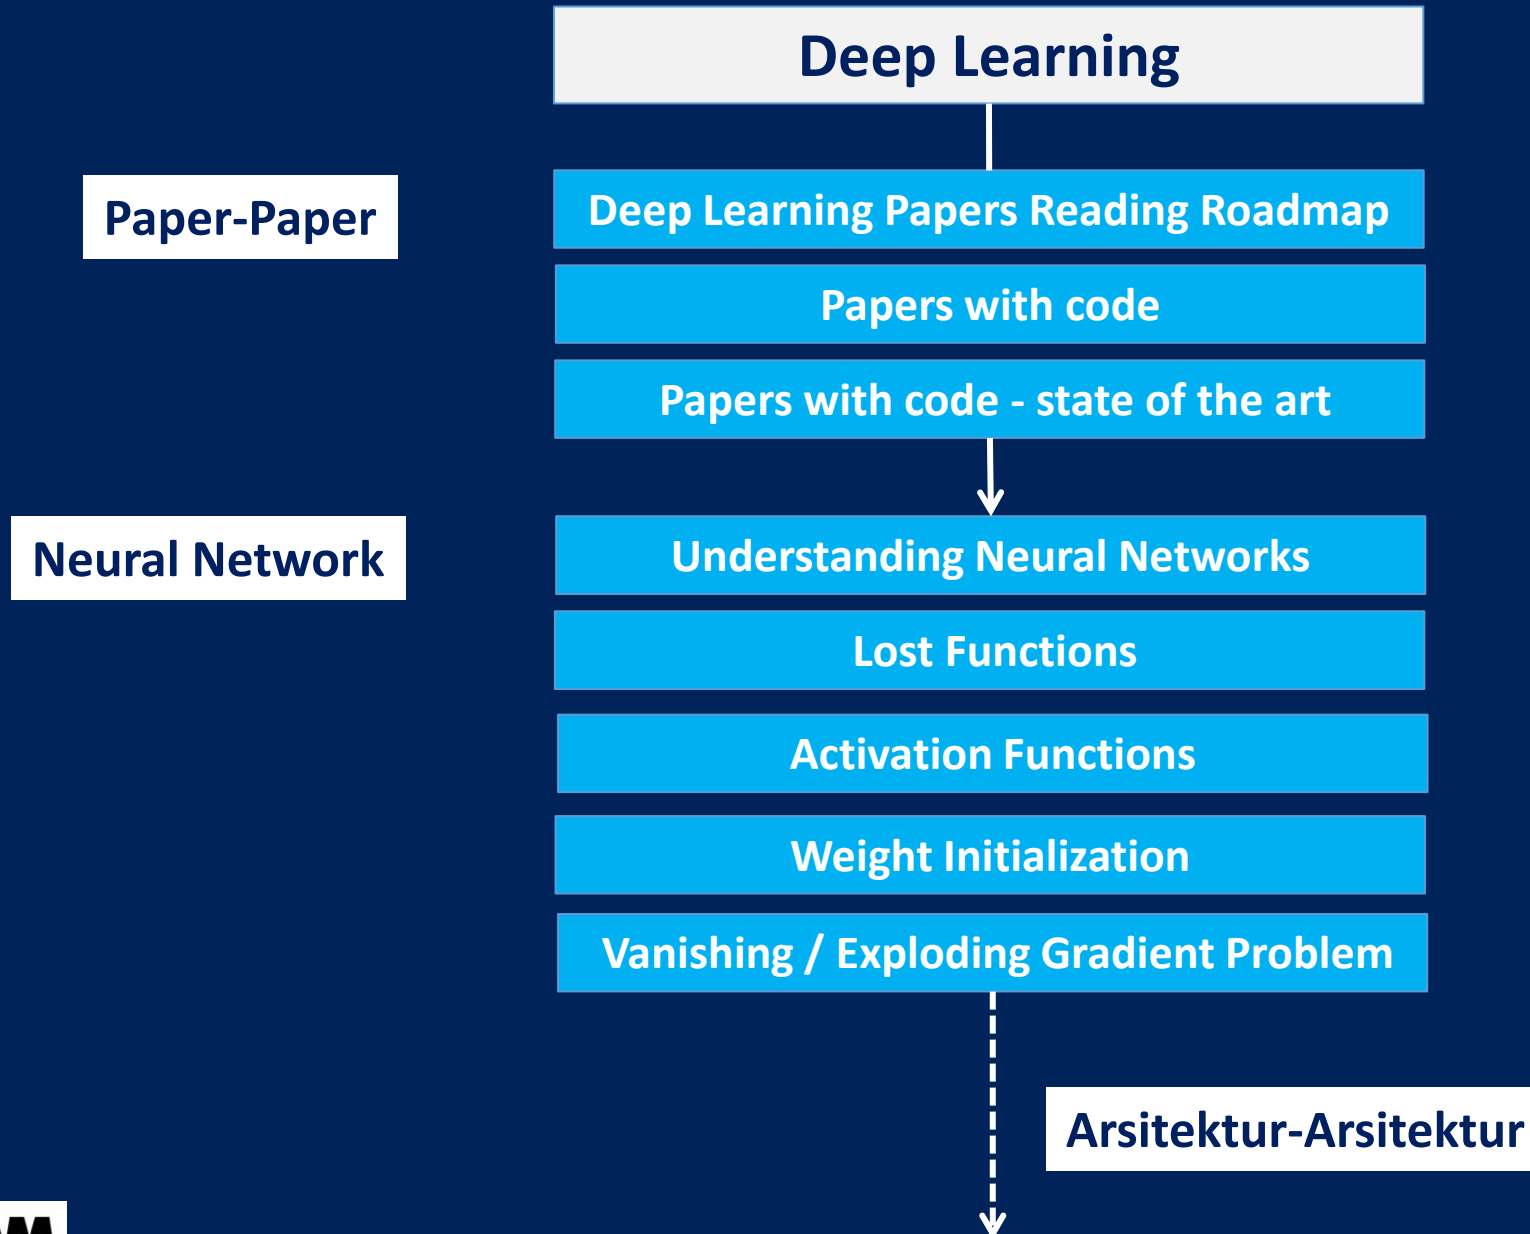 Deep Learning
Paper-Paper
Deep Learning Papers Reading Roadmap
Papers with code
Papers with code - state of the art
Neural Network
Understanding Neural Networks
Lost Functions
Activation Functions
Weight Initialization
Vanishing / Exploding Gradient Problem
Arsitektur-Arsitektur